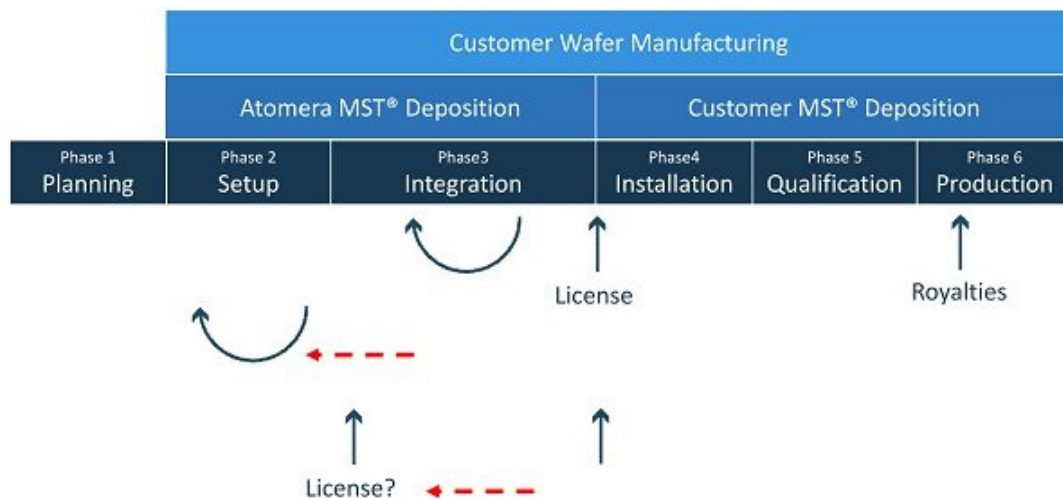 Customer Wafer Manufacturing
Atomera MST® Deposition
Customer MST® Deposition
Phase 1
Planning
Phase 2
Setup
Phase3
Integration
Phase4
Installation
Phase 5
Qualification
Phase 6
Production
License
Royalties
License?